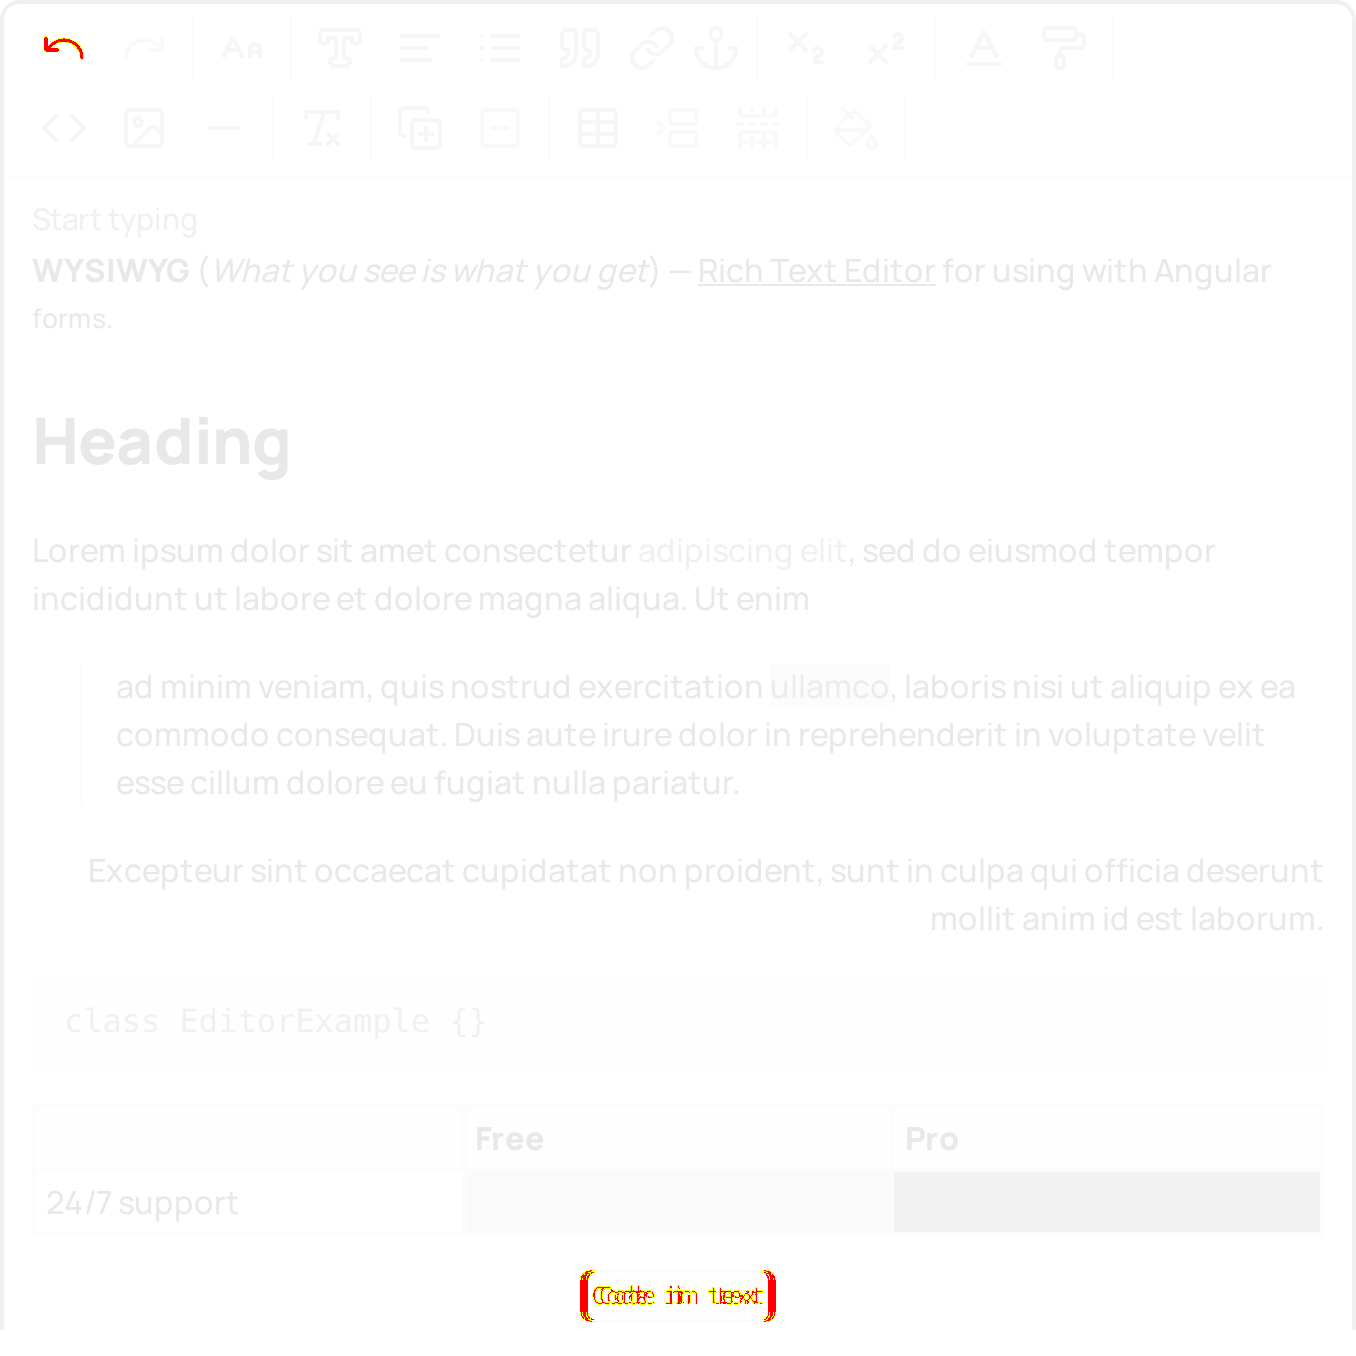 Start typing
WYSIWYG (What you see is what you get) — Rich Text Editor for using with Angular
forms.
Heading
Lorem ipsum dolor sit amet consectetur adipiscing elit, sed do eiusmod tempor
incididunt ut labore et dolore magna aliqua. Ut enim
ad minim veniam, quis nostrud exercitation ullamco, laboris nisi ut aliquip ex ea
commodo consequat. Duis aute irure dolor in reprehenderit in voluptate velit
esse cillum dolore eu fugiat nulla pariatur.
Excepteur sint occaecat cupidatat non proident, sunt in culpa qui officia deserunt
mollit anim id est laborum.
class EditorExample {}
Free Pro
24/7 support
Code in text